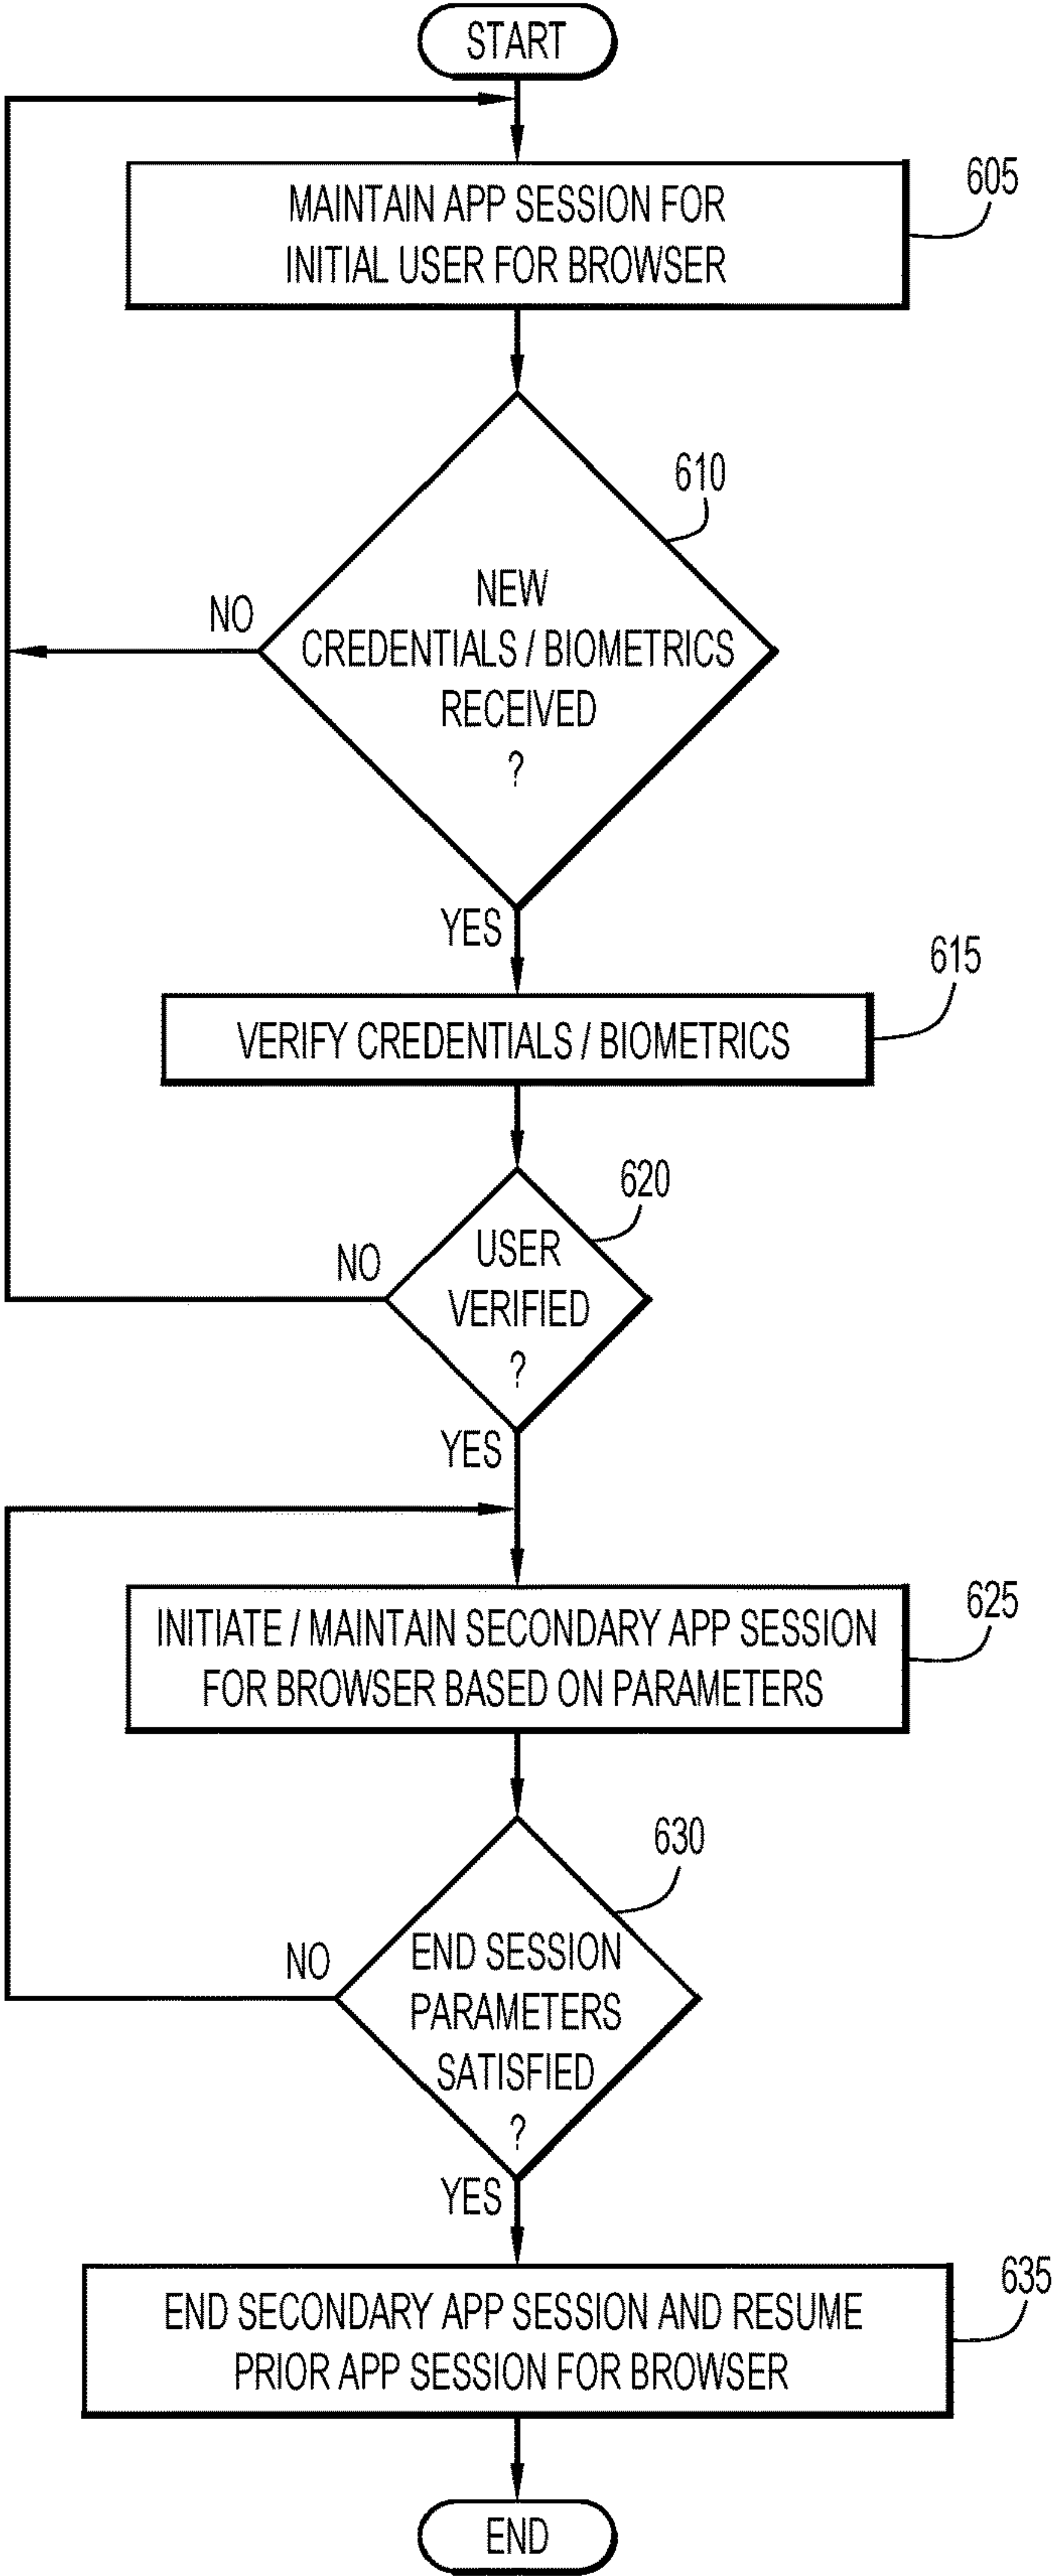 START
605
MAINTAIN APP SESSION FOR
INITIAL USER FOR BROWSER
610
NEW
CREDENTIALS / BIOMETRICS
RECEIVED
?
NO
YES
615
VERIFY CREDENTIALS / BIOMETRICS
620
USER
VERIFIED
?
NO
YES
625
INITIATE / MAINTAIN SECONDARY APP SESSION
FOR BROWSER BASED ON PARAMETERS
630
END SESSION
PARAMETERS
SATISFIED
?
NO
YES
635
END SECONDARY APP SESSION AND RESUME
PRIOR APP SESSION FOR BROWSER
END